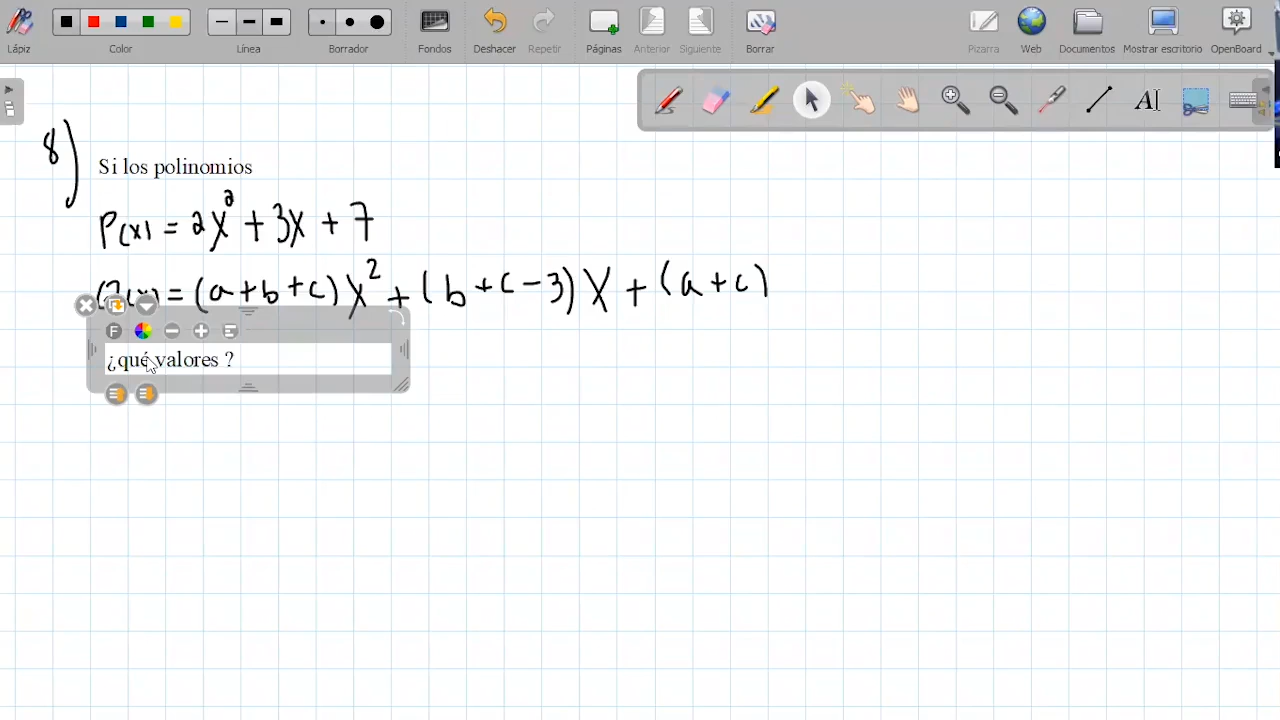 Lápiz Color Línea Borrador Fondos Deshacer Repetir Páginas Anterior Siguiente Borrar Pizarra Web Documentos Mostrar escritorio OpenBoard
A
8)
Si los polinomios
P(x) = 2x² + 3x + 7
= (a+b+c)x² + (b+c-3)x + (a+c)
F
¿qué valores ?